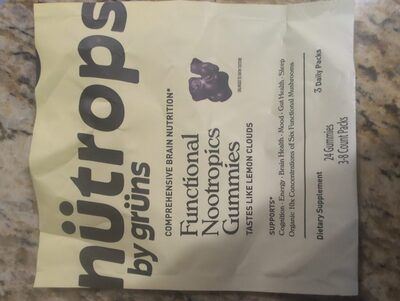 nütrops
by grüns
COMPREHENSIVE BRAIN NUTRITION*
Functional
Nootropics
Gummies
TASTES LIKE LEMON CLOUDS
SUPPORTS*
Cognition · Energy · Brain Health · Mood · Gut Health · Sleep
Organic 10x Concentrations of Six Functional Mushrooms
Dietary Supplement
24 Gummies
3-8 Count Packs
3 Daily Packs